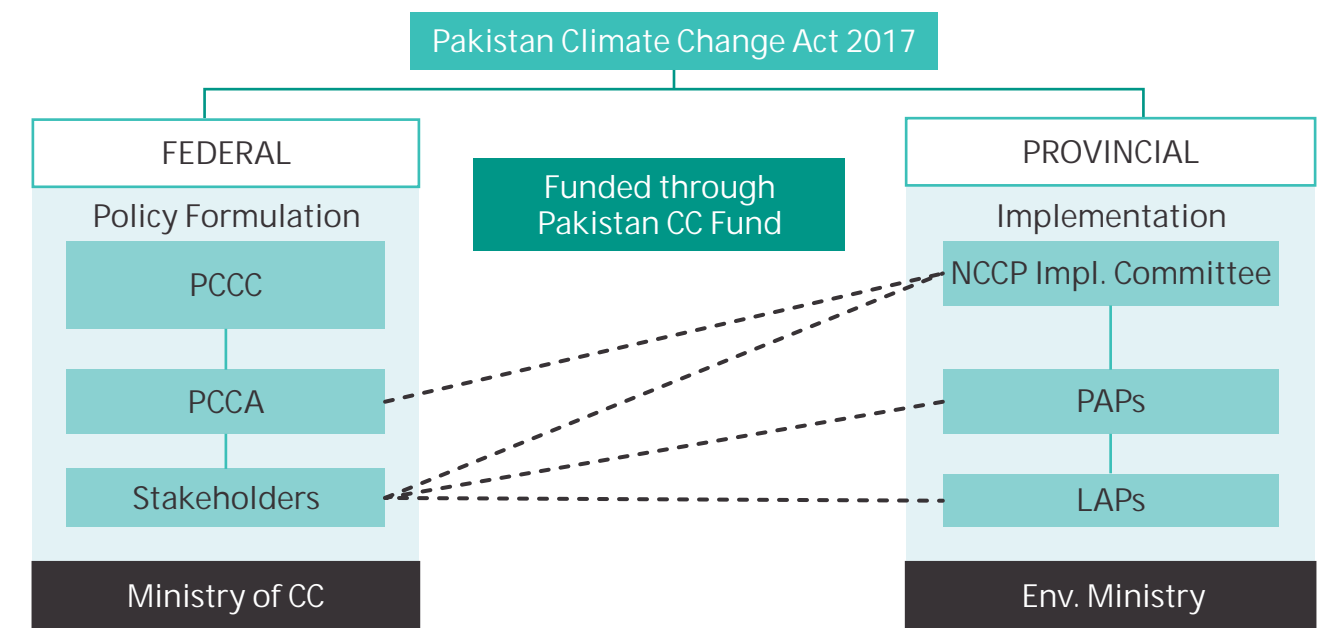 Pakistan Climate Change Act 2017
FEDERAL
Policy Formulation
PCCC
PCCA
Stakeholders
Ministry of CC
Funded through
Pakistan CC Fund
PROVINCIAL
Implementation
NCCP Impl. Committee
PAPs
LAPs
Env. Ministry